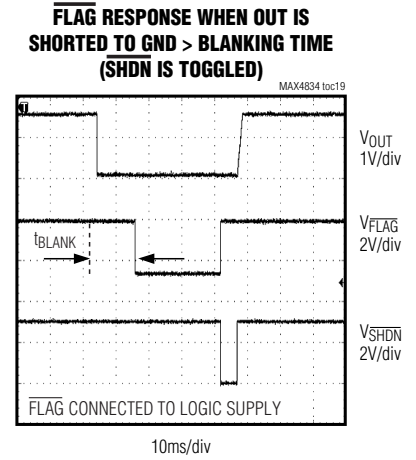 FLAG RESPONSE WHEN OUT IS
SHORTED TO GND > BLANKING TIME
(SHDN IS TOGGLED)
MAX4834 toc19
VOUT
1V/div
VFLAG
2V/div
tBLANK
VSHDN
2V/div
FLAG CONNECTED TO LOGIC SUPPLY
10ms/div